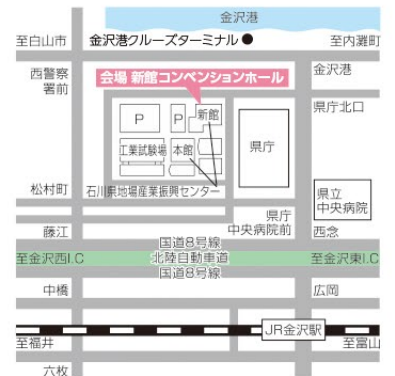 金沢港
至白山市
金沢港クルーズターミナル
至内灘町
西警察
署前
会場 新館コンベンションホール
金沢港
県庁北口
P
P
新館
工業試験場
本館
県庁
松村町
石川県地場産業振興センター
県立
中央病院
県庁
中央病院前
藤江
西念
国道8号線
至金沢西I.C
北陸自動車道
至金沢東I.C
国道8号線
中橋
広岡
JR金沢駅
至福井
至富山
六枚